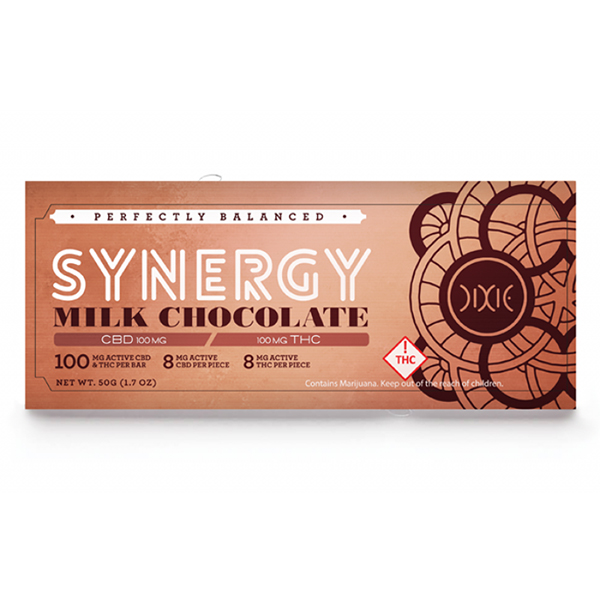 • PERFECTLY BALANCED •
SYNERGY
MILK CHOCOLATE
CBD 100 MG / 100 MG THC
100 MG ACTIVE CBD & THC PER BAR 8 MG ACTIVE CBD PER PIECE 8 MG ACTIVE THC PER PIECE
NET WT. 50G (1.7 OZ)
DIXIE
!
THC
Contains Marijuana. Keep out of the reach of children.